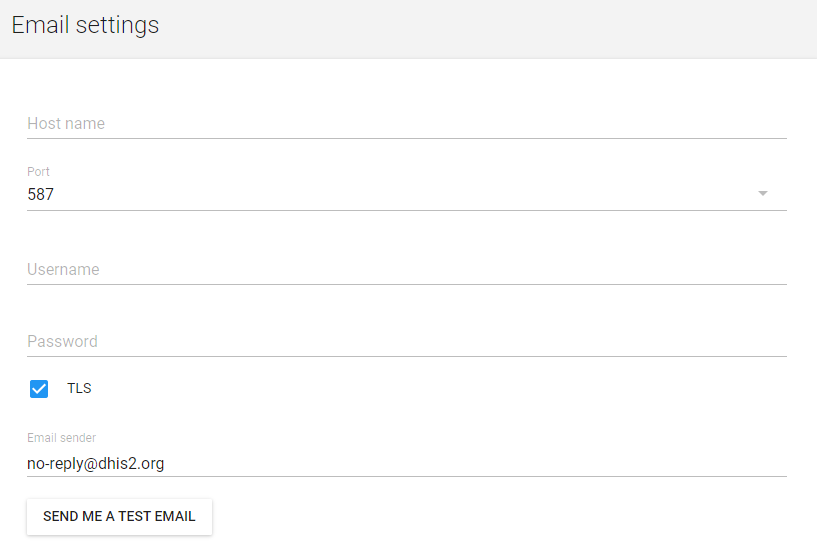 Email settings
Host name
Port
587
Username
Password
TLS
Email sender
no-reply@dhis2.org
SEND ME A TEST EMAIL